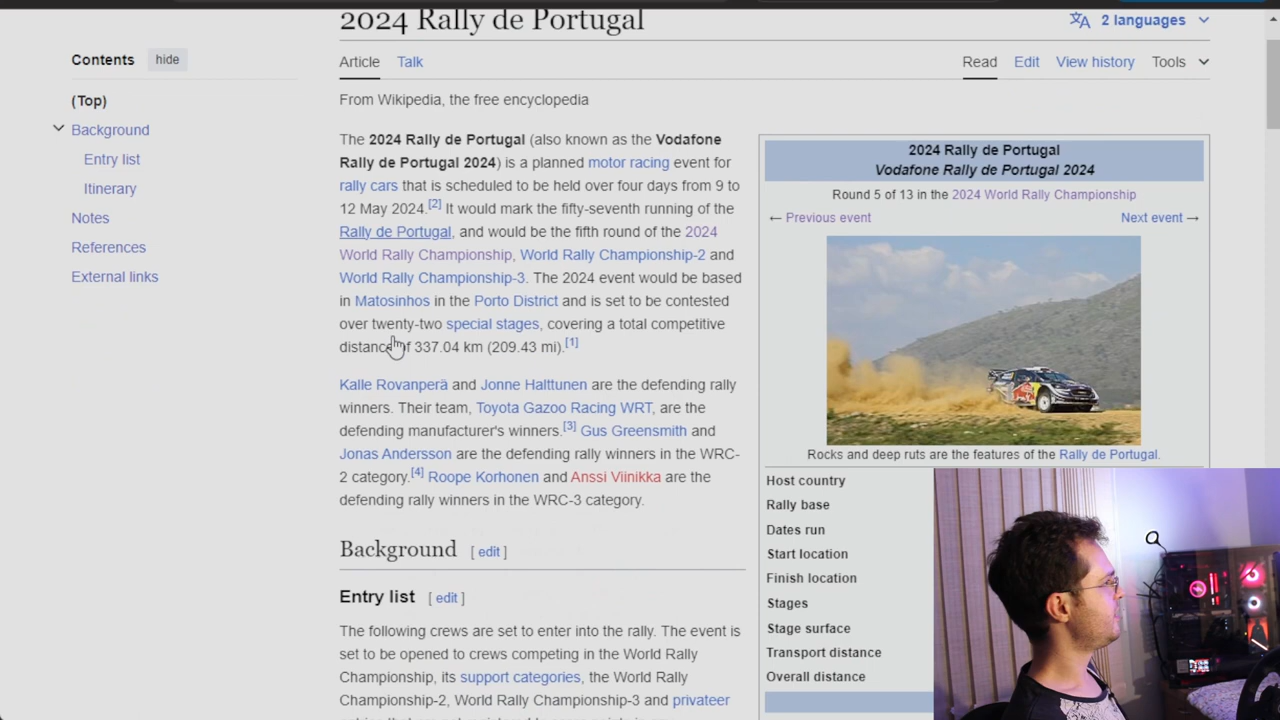 2024 Rally de Portugal
2 languages
Contents
hide
Article
Talk
Read
Edit
View history
Tools
(Top)
Background
Entry list
Itinerary
Notes
References
External links
From Wikipedia, the free encyclopedia
The 2024 Rally de Portugal (also known as the Vodafone
Rally de Portugal 2024) is a planned motor racing event for
rally cars that is scheduled to be held over four days from 9 to
12 May 2024.[2] It would mark the fifty-seventh running of the
Rally de Portugal, and would be the fifth round of the 2024
World Rally Championship, World Rally Championship-2 and
World Rally Championship-3. The 2024 event would be based
in Matosinhos in the Porto District and is set to be contested
over twenty-two special stages, covering a total competitive
distance of 337.04 km (209.43 mi).[1]
Kalle Rovanperä and Jonne Halttunen are the defending rally
winners. Their team, Toyota Gazoo Racing WRT, are the
defending manufacturer's winners.[3] Gus Greensmith and
Jonas Andersson are the defending rally winners in the WRC-
2 category.[4] Roope Korhonen and Anssi Viinikka are the
defending rally winners in the WRC-3 category.
Background [ edit ]
Entry list [ edit ]
The following crews are set to enter into the rally. The event is
set to be opened to crews competing in the World Rally
Championship, its support categories, the World Rally
Championship-2, World Rally Championship-3 and privateer
2024 Rally de Portugal
Vodafone Rally de Portugal 2024
Round 5 of 13 in the 2024 World Rally Championship
← Previous event
Next event →
Rocks and deep ruts are the features of the Rally de Portugal.
Host country
Rally base
Dates run
Start location
Finish location
Stages
Stage surface
Transport distance
Overall distance